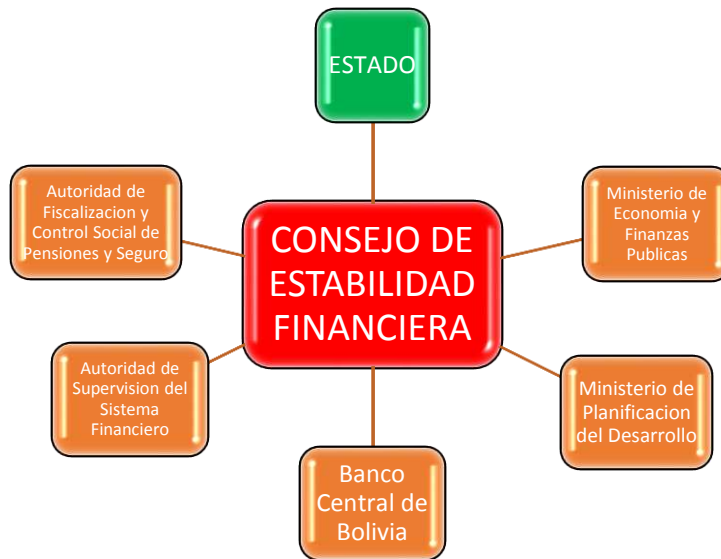 ESTADO
Autoridad de
Fiscalizacion y
Control Social de
Pensiones y Seguro
CONSEJO DE
ESTABILIDAD
FINANCIERA
Ministerio de
Economia y
Finanzas
Publicas
Autoridad de
Supervision del
Sistema
Financiero
Ministerio de
Planificacion
del Desarrollo
Banco
Central de
Bolivia